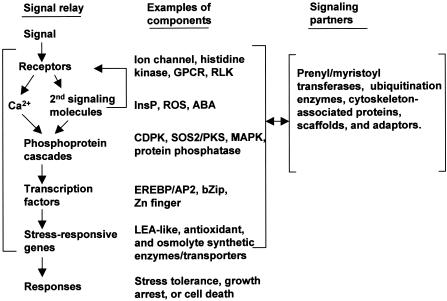 Signal relay
Examples of
components
Signaling
partners
Signal
Receptors
Ion channel, histidine
kinase, GPCR, RLK
Ca2+
2nd signaling
molecules
InsP, ROS, ABA
Phosphoprotein
cascades
CDPK, SOS2/PKS, MAPK,
protein phosphatase
Transcription
factors
EREBP/AP2, bZip,
Zn finger
Stress-responsive
genes
LEA-like, antioxidant,
and osmolyte synthetic
enzymes/transporters
Responses
Stress tolerance, growth
arrest, or cell death
Prenyl/myristoyl
transferases, ubiquitination
enzymes, cytoskeleton-
associated proteins,
scaffolds, and adaptors.